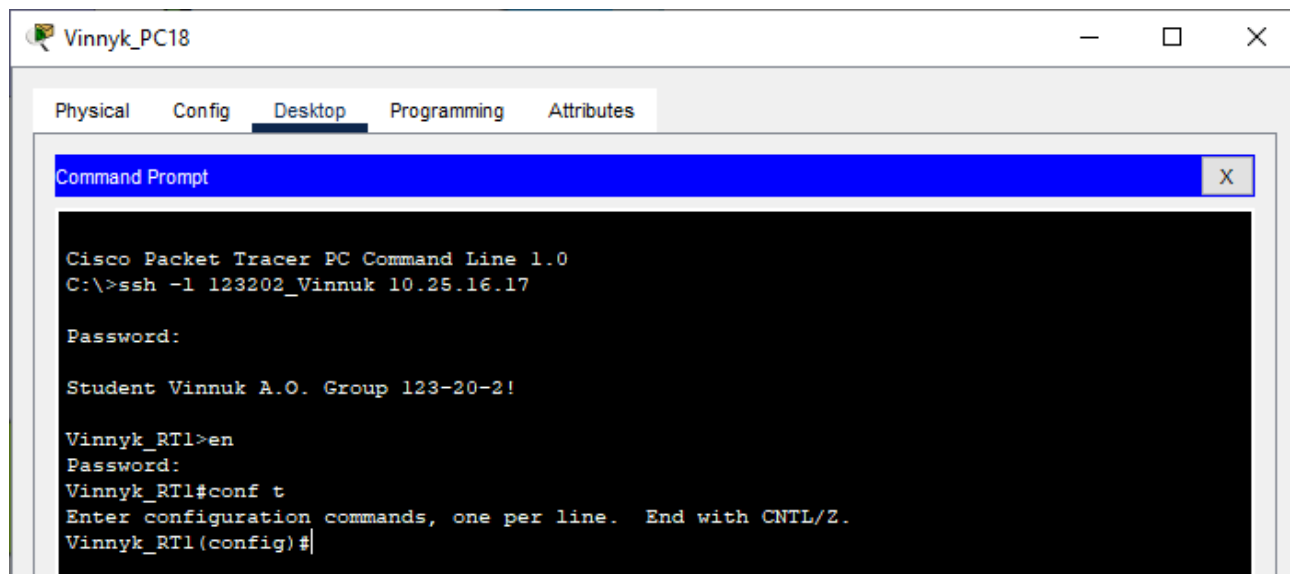 Vinnyk_PC18
Physical Config Desktop Programming Attributes
Command Prompt
X
Cisco Packet Tracer PC Command Line 1.0
C:\>ssh -l 123202_Vinnuk 10.25.16.17
Password:
Student Vinnuk A.O. Group 123-20-2!
Vinnyk_RT1>en
Password:
Vinnyk_RT1#conf t
Enter configuration commands, one per line.  End with CNTL/Z.
Vinnyk_RT1(config)#